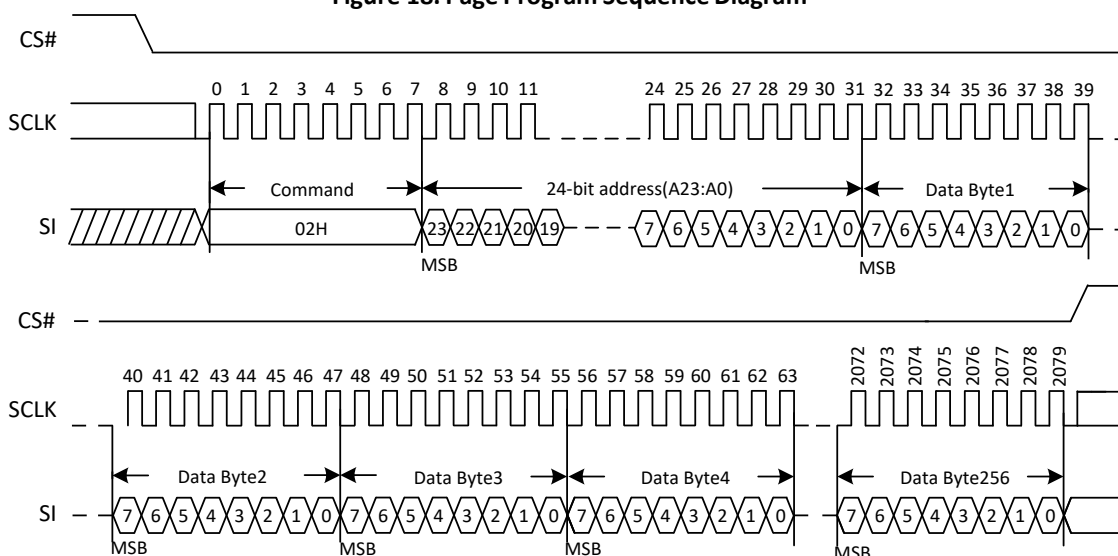 Figure 18. Page Program Sequence Diagram
CS#
0 1 2 3 4 5 6 7 8 9 10 11 24 25 26 27 28 29 30 31 32 33 34 35 36 37 38 39
SCLK
Command 24-bit address(A23:A0) Data Byte1
SI 02H 23 22 21 20 19 7 6 5 4 3 2 1 0 7 6 5 4 3 2 1 0
MSB MSB
CS#
40 41 42 43 44 45 46 47 48 49 50 51 52 53 54 55 56 57 58 59 60 61 62 63 2072 2073 2074 2075 2076 2077 2078 2079
SCLK
Data Byte2 Data Byte3 Data Byte4 Data Byte256
SI 7 6 5 4 3 2 1 0 7 6 5 4 3 2 1 0 7 6 5 4 3 2 1 0 7 6 5 4 3 2 1 0
MSB MSB MSB MSB